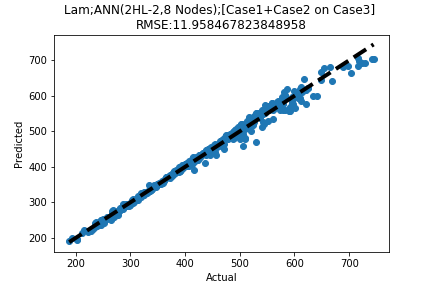 Lam;ANN(2HL-2,8 Nodes);[Case1+Case2 on Case3]
RMSE:11.958467823848958
700
600
500
400
300
200
Predicted
200 300 400 500 600 700
Actual